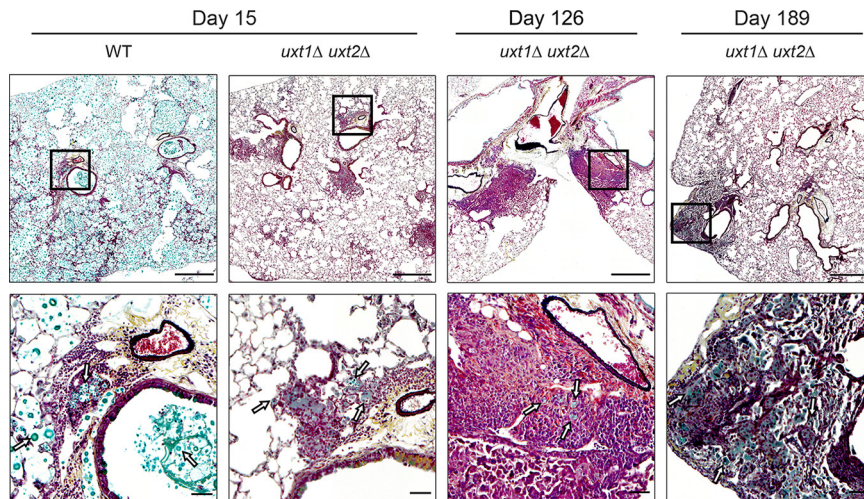 Day 15 Day 126 Day 189
WT uxt1Δ uxt2Δ uxt1Δ uxt2Δ uxt1Δ uxt2Δ